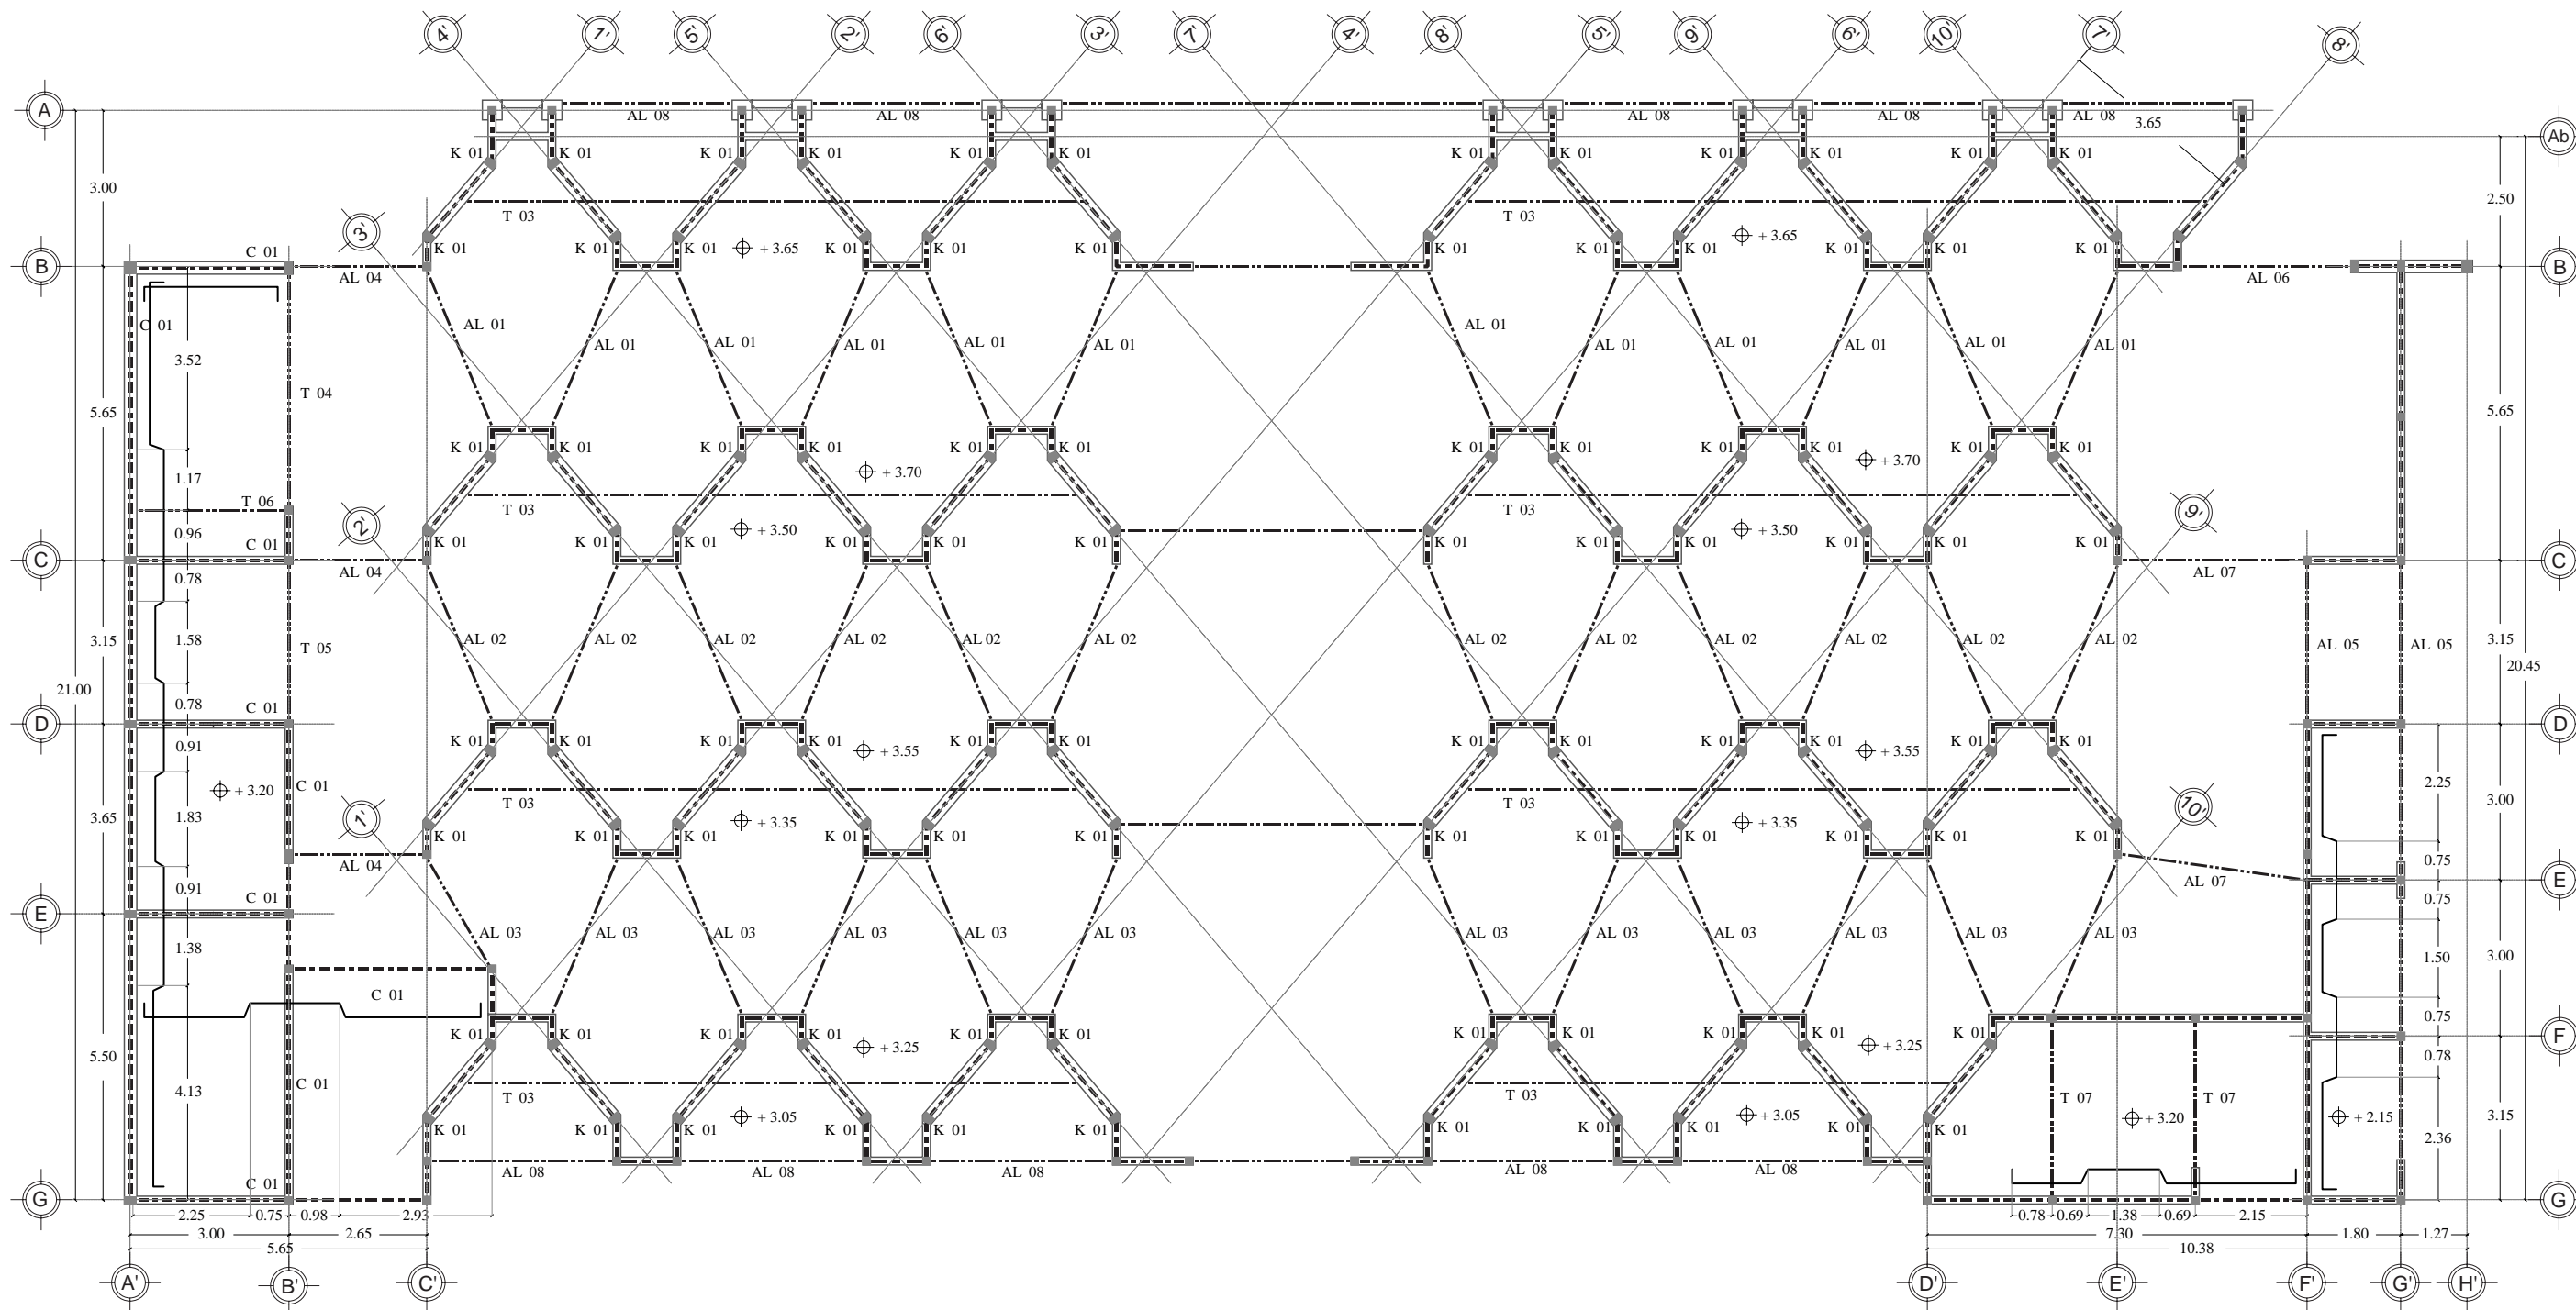 4' 1' 5' 2' 6' 3' 7' 4' 8' 5' 9' 6' 10' 7' 8'
A AL 08 AL 08 AL 08 AL 08 AL 08 3.65 Ab
K 01 K 01 K 01 K 01 K 01 K 01 K 01 K 01 K 01 K 01 K 01 K 01
3.00 2.50
T 03 T 03
3' + 3.65 + 3.65
C 01 K 01 K 01 K 01 K 01 K 01 K 01 K 01 K 01 K 01 K 01 K 01 K 01
B AL 04 AL 06 B
C 01 AL 01 AL 01 AL 01 AL 01 AL 01 AL 01 AL 01 AL 01 AL 01 AL 01 AL 01 AL 01
3.52
T 04
5.65 5.65
K 01 K 01 K 01 K 01 K 01 K 01 K 01 K 01 K 01 K 01 K 01 K 01
1.17 + 3.70 + 3.70
T 06 T 03 T 03
2' 9'
0.96 + 3.50 + 3.50
C 01 K 01 K 01 K 01 K 01 K 01 K 01 K 01 K 01 K 01 K 01 K 01 K 01
C AL 04 AL 07 C
0.78
3.15 1.58 T 05 AL 02 AL 02 AL 02 AL 02 AL 02 AL 02 AL 02 AL 02 AL 02 AL 02 AL 02 AL 02 AL 05 AL 05 3.15
21.00 20.45
0.78 C 01
D D
0.91 K 01 K 01 K 01 K 01 K 01 K 01 K 01 K 01 K 01 K 01 K 01 K 01
+ 3.55 + 3.55
+ 3.20 C 01 2.25
T 03 T 03
3.65 1.83 1' + 3.35 + 3.35 10' 3.00
K 01 K 01 K 01 K 01 K 01 K 01 K 01 K 01 K 01 K 01 K 01 K 01
AL 04 0.75
0.91 AL 07 E
C 01 0.75
E
1.38 AL 03 AL 03 AL 03 AL 03 AL 03 AL 03 AL 03 AL 03 AL 03 AL 03 AL 03 AL 03 1.50 3.00
C 01 0.75
K 01 K 01 K 01 K 01 K 01 K 01 K 01 K 01 K 01 K 01 K 01
F
5.50 + 3.25 + 3.25 0.78
4.13 C 01 T 03 T 03 T 07 T 07
+ 3.05 + 3.05 + 3.20 + 2.15 3.15
K 01 K 01 K 01 K 01 K 01 K 01 K 01 K 01 K 01 K 01 K 01 2.36
AL 08 AL 08 AL 08 AL 08 AL 08
C 01
G G
2.25 0.75 0.98 2.93 0.78 0.69 1.38 0.69 2.15
3.00 2.65 7.30 1.80 1.27
5.65 10.38
A' B' C' D' E' F' G' H'